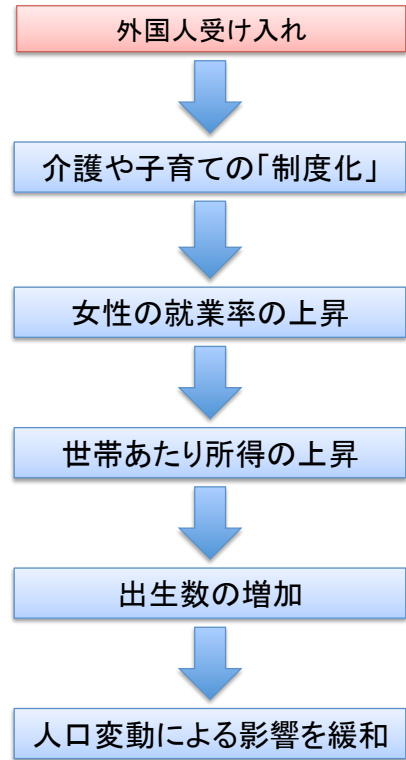 外国人受け入れ
介護や子育ての「制度化」
女性の就業率の上昇
世帯あたり所得の上昇
出生数の増加
人口変動による影響を緩和